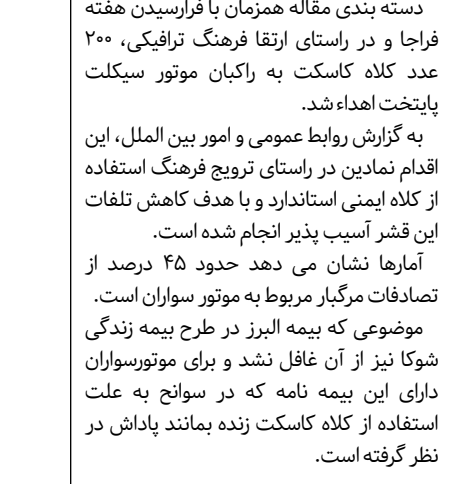 دسته بندی مقاله همزمان با فرارسیدن هفته
فراجا و در راستای ارتقا فرهنگ ترافیکی، ۲۰۰
عدد کلاه کاسکت به راکبان موتور سیکلت
پایتخت اهداء شد.
به گزارش روابط عمومی و امور بین الملل، این
اقدام نمادین در راستای ترویج فرهنگ استفاده
از کلاه ایمنی استاندارد و با هدف کاهش تلفات
این قشر آسیب پذیر انجام شده است.
آمارها نشان می دهد حدود ۴۵ درصد از
تصادفات مرگبار مربوط به موتور سواران است.
موضوعی که بیمه البرز در طرح بیمه زندگی
شوکا نیز از آن غافل نشد و برای موتورسواران
دارای این بیمه نامه که در سوانح به علت
استفاده از کلاه کاسکت زنده بمانند پاداش در
نظر گرفته است.